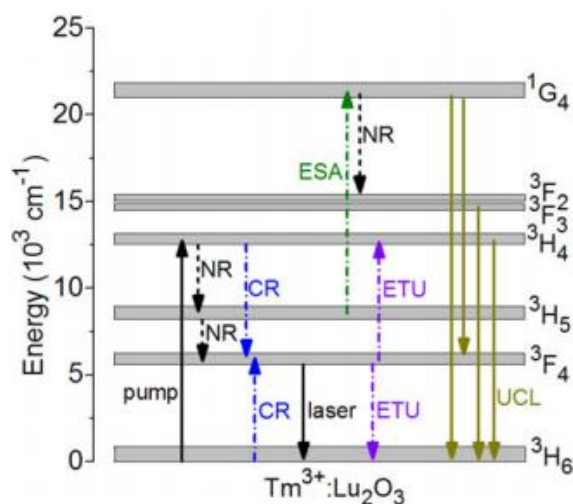 25
20
15
10
5
0
Energy (10³ cm⁻¹)
¹G₄
³F₂
³F₃
³H₄
³H₅
³F₄
³H₆
NR
ESA
NR
CR
ETU
NR
pump
CR
laser
ETU
UCL
Tm³⁺:Lu₂O₃